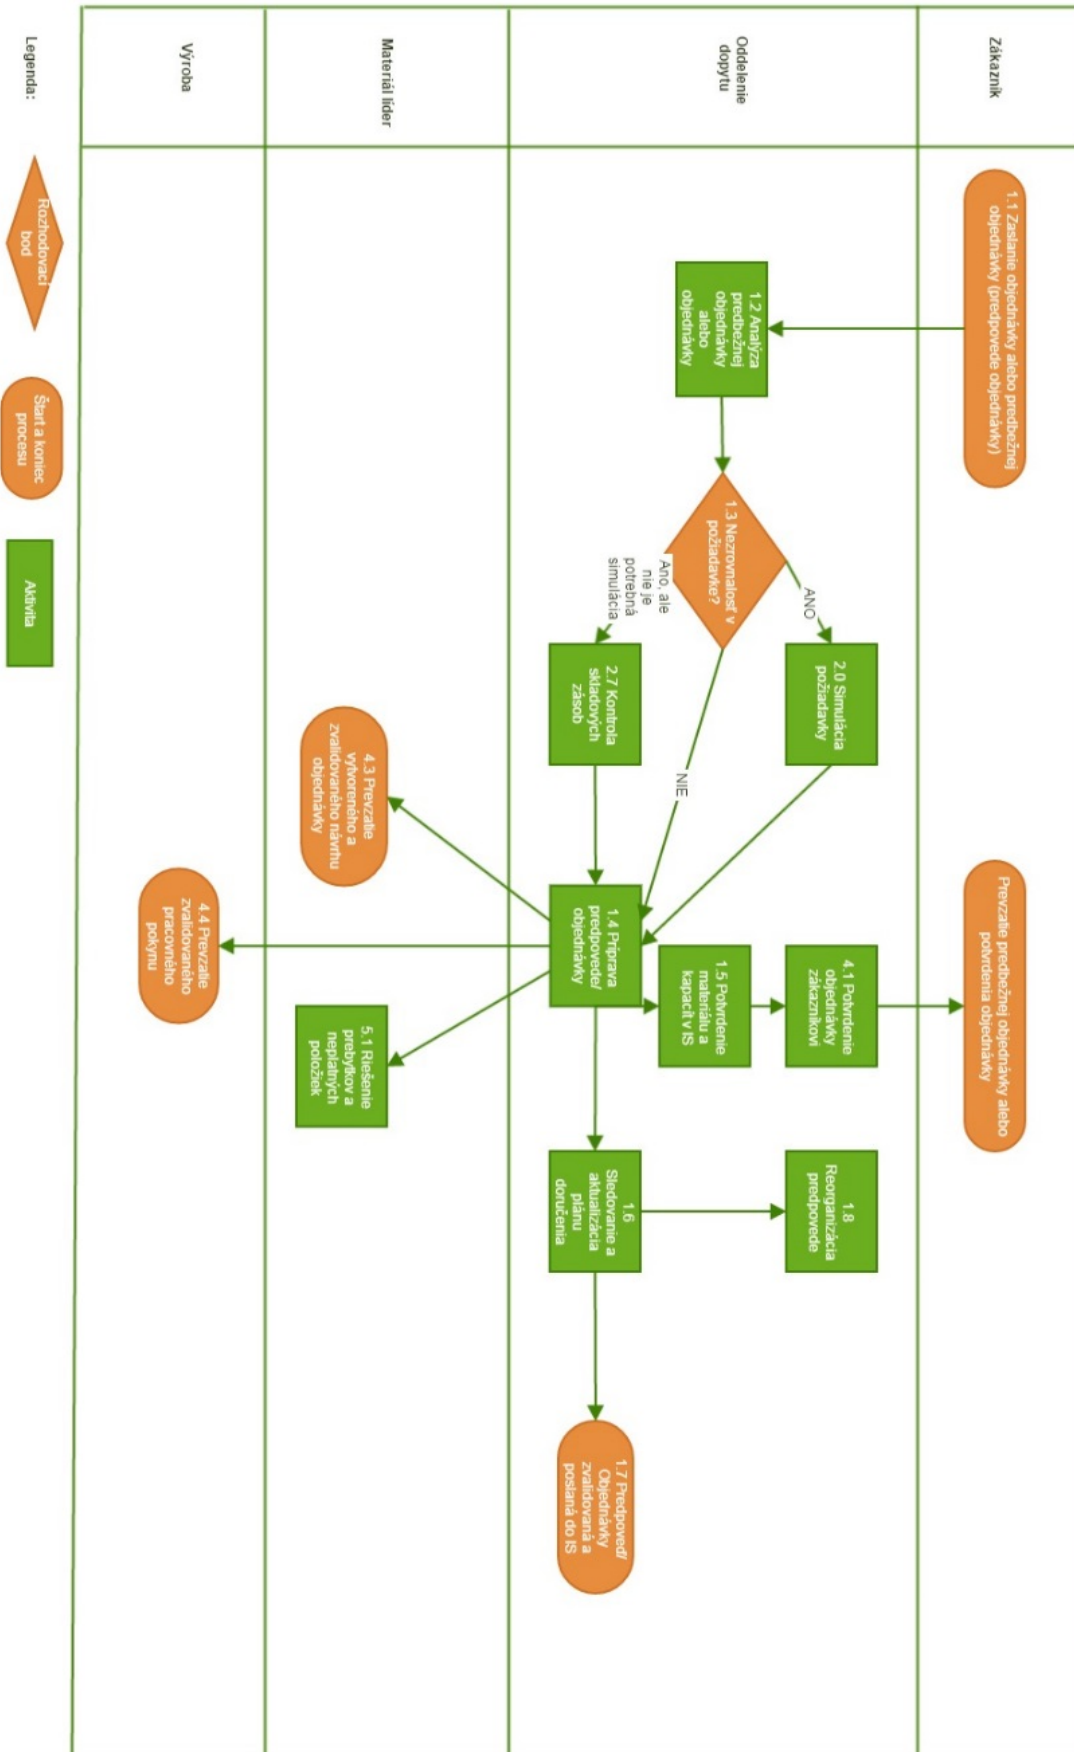 Zákazník
1.1 Zaslanie objednávky alebo predbežnej
objednávky (predpovede objednávky)
Prevzatie predbežnej objednávky alebo
potvrdenia objednávky
Oddelenie
dopytu
1.2 Analýza
predbežnej
objednávky
alebo
objednávky
1.3 Nezrovnalosť v
požiadavke?
ANO
Ano, ale
nie je
potrebná
simulácia
NIE
2.0 Simulácia
požiadavky
2.7 Kontrola
skladových
zásob
1.4 Príprava
predpovede/
objednávky
1.5 Potvrdenie
materiálu a
kapacít v IS
4.1 Potvrdenie
objednávky
zákazníkovi
1.6
Sledovanie a
aktualizácia
plánu
doručenia
1.8
Reorganizácia
predpovede
1.7 Predpoveď/
Objednávky
zvalidovaná a
poslaná do IS
Materiál líder
4.3 Prevzatie
vytvoreného a
zvalidovaného návrhu
objednávky
5.1 Riešenie
prebytkov a
neplatných
položiek
Výroba
4.4 Prevzatie
zvalidovaného
pracovného
pokynu
Legenda:
Rozhodovací
bod
Štart a koniec
procesu
Aktivita